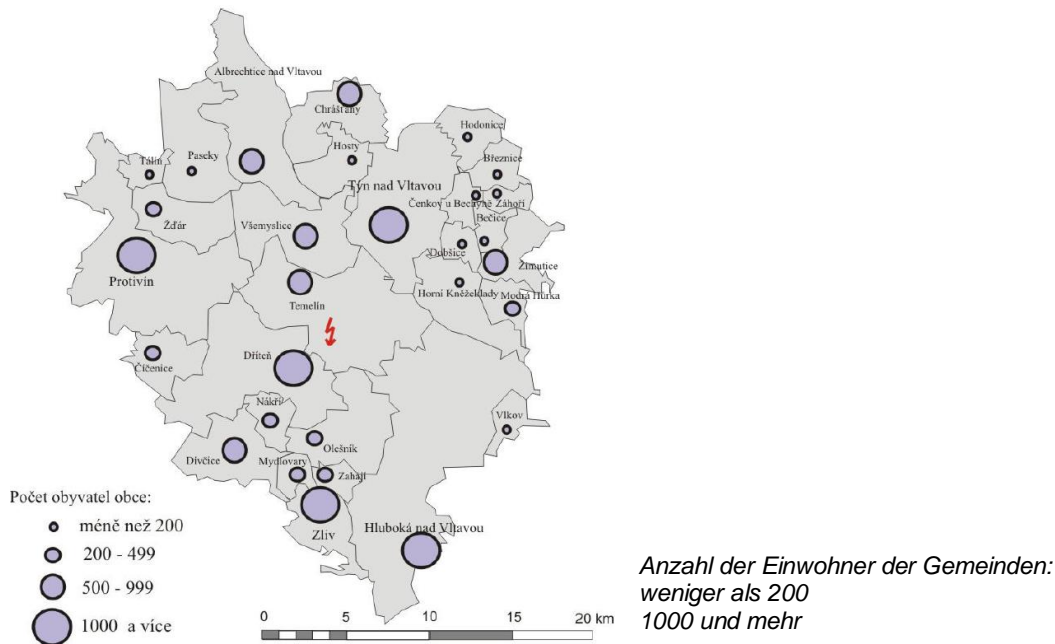 Albrechtice nad Vltavou
Chrášťany
Hodonice
Hosty
Březnice
Tálín
Paseky
Týn nad Vltavou
Čenkov u Bechyně
Záhoří
Bečice
Žďár
Všemyslice
Dobšice
Žimutice
Protivín
Horní Kněžeklady
Modrá Hůrka
Temelín
Dříteň
Číčenice
Nákří
Vlkov
Olešník
Dívčice
Mydlovary
Zahájí
Hluboká nad Vltavou
Zliv
Počet obyvatel obce:
méně než 200
200 - 499
500 - 999
1000 a více
0 5 10 15 20 km
Anzahl der Einwohner der Gemeinden:
weniger als 200
1000 und mehr